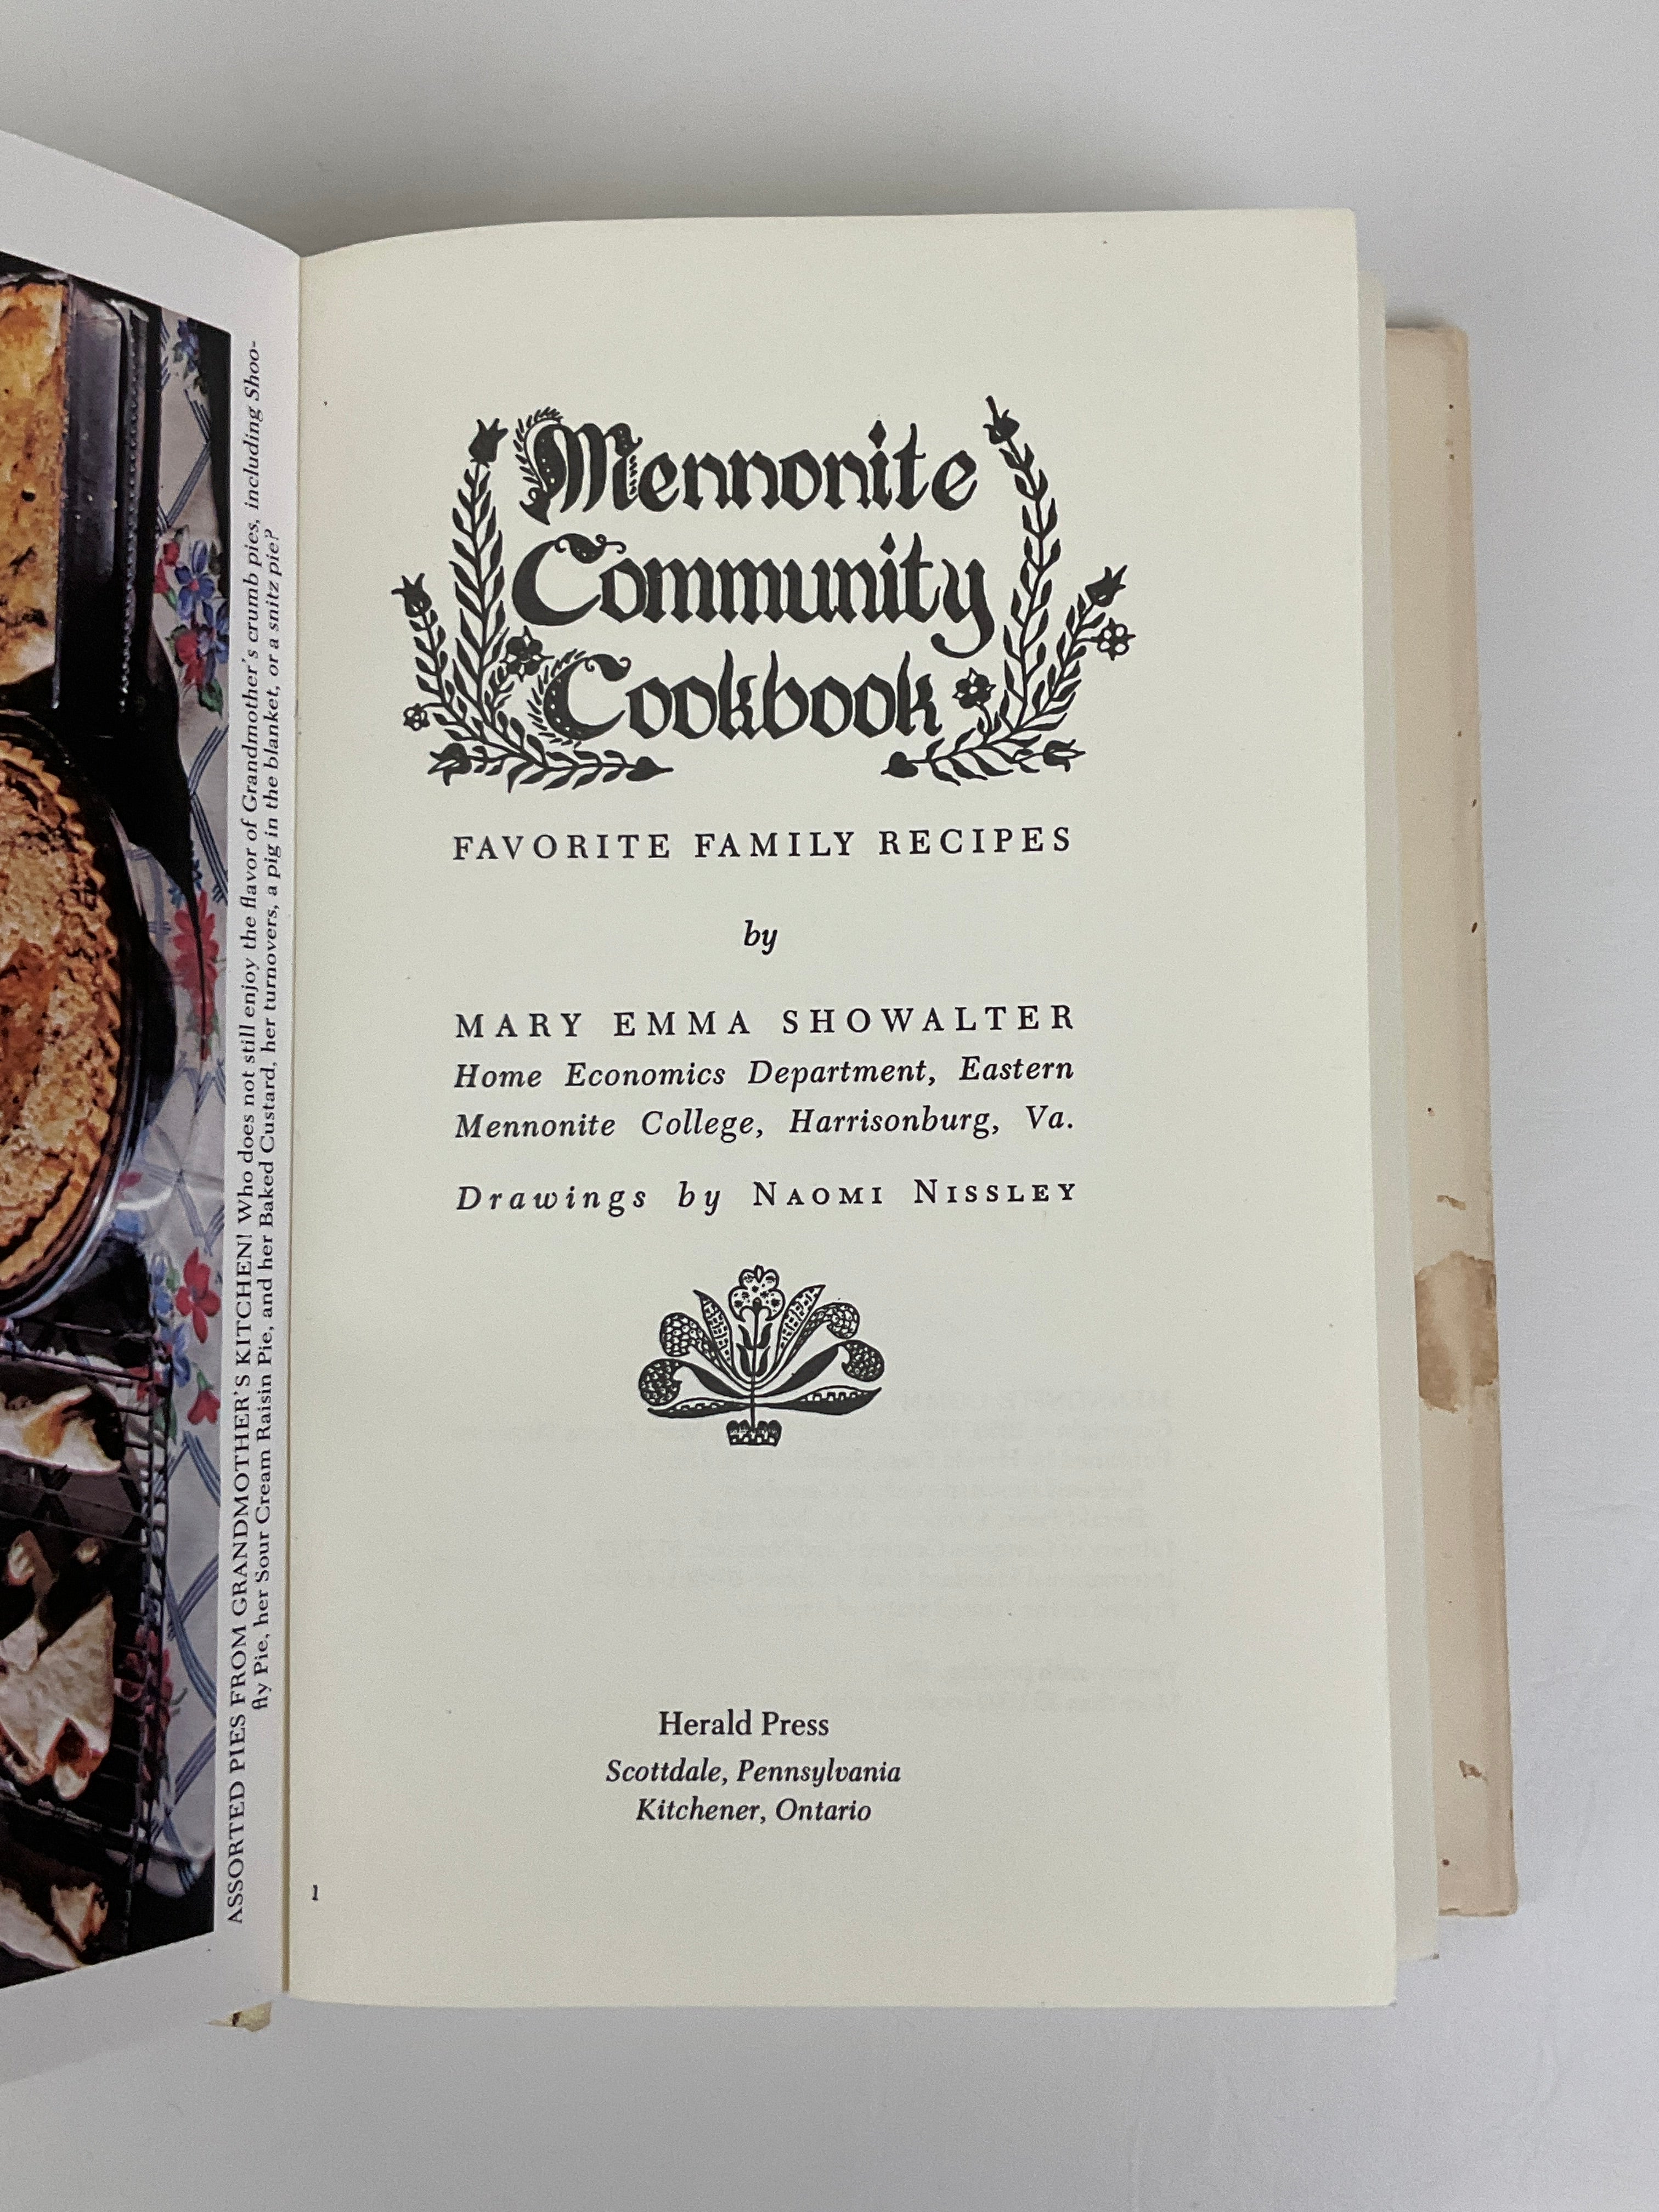 ASSORTED PIES FROM GRANDMOTHER'S KITCHEN! Who does not still enjoy the flavor of Grandmother's crumb pies, including Shoo-
fly Pie, her Sour Cream Raisin Pie, and her Baked Custard, her turnovers, a pig in the blanket, or a snitz pie?
Mennonite
Community
Cookbook
FAVORITE FAMILY RECIPES
by
MARY EMMA SHOWALTER
Home Economics Department, Eastern
Mennonite College, Harrisonburg, Va.
Drawings by NAOMI NISSLEY
Herald Press
Scottdale, Pennsylvania
Kitchener, Ontario
1